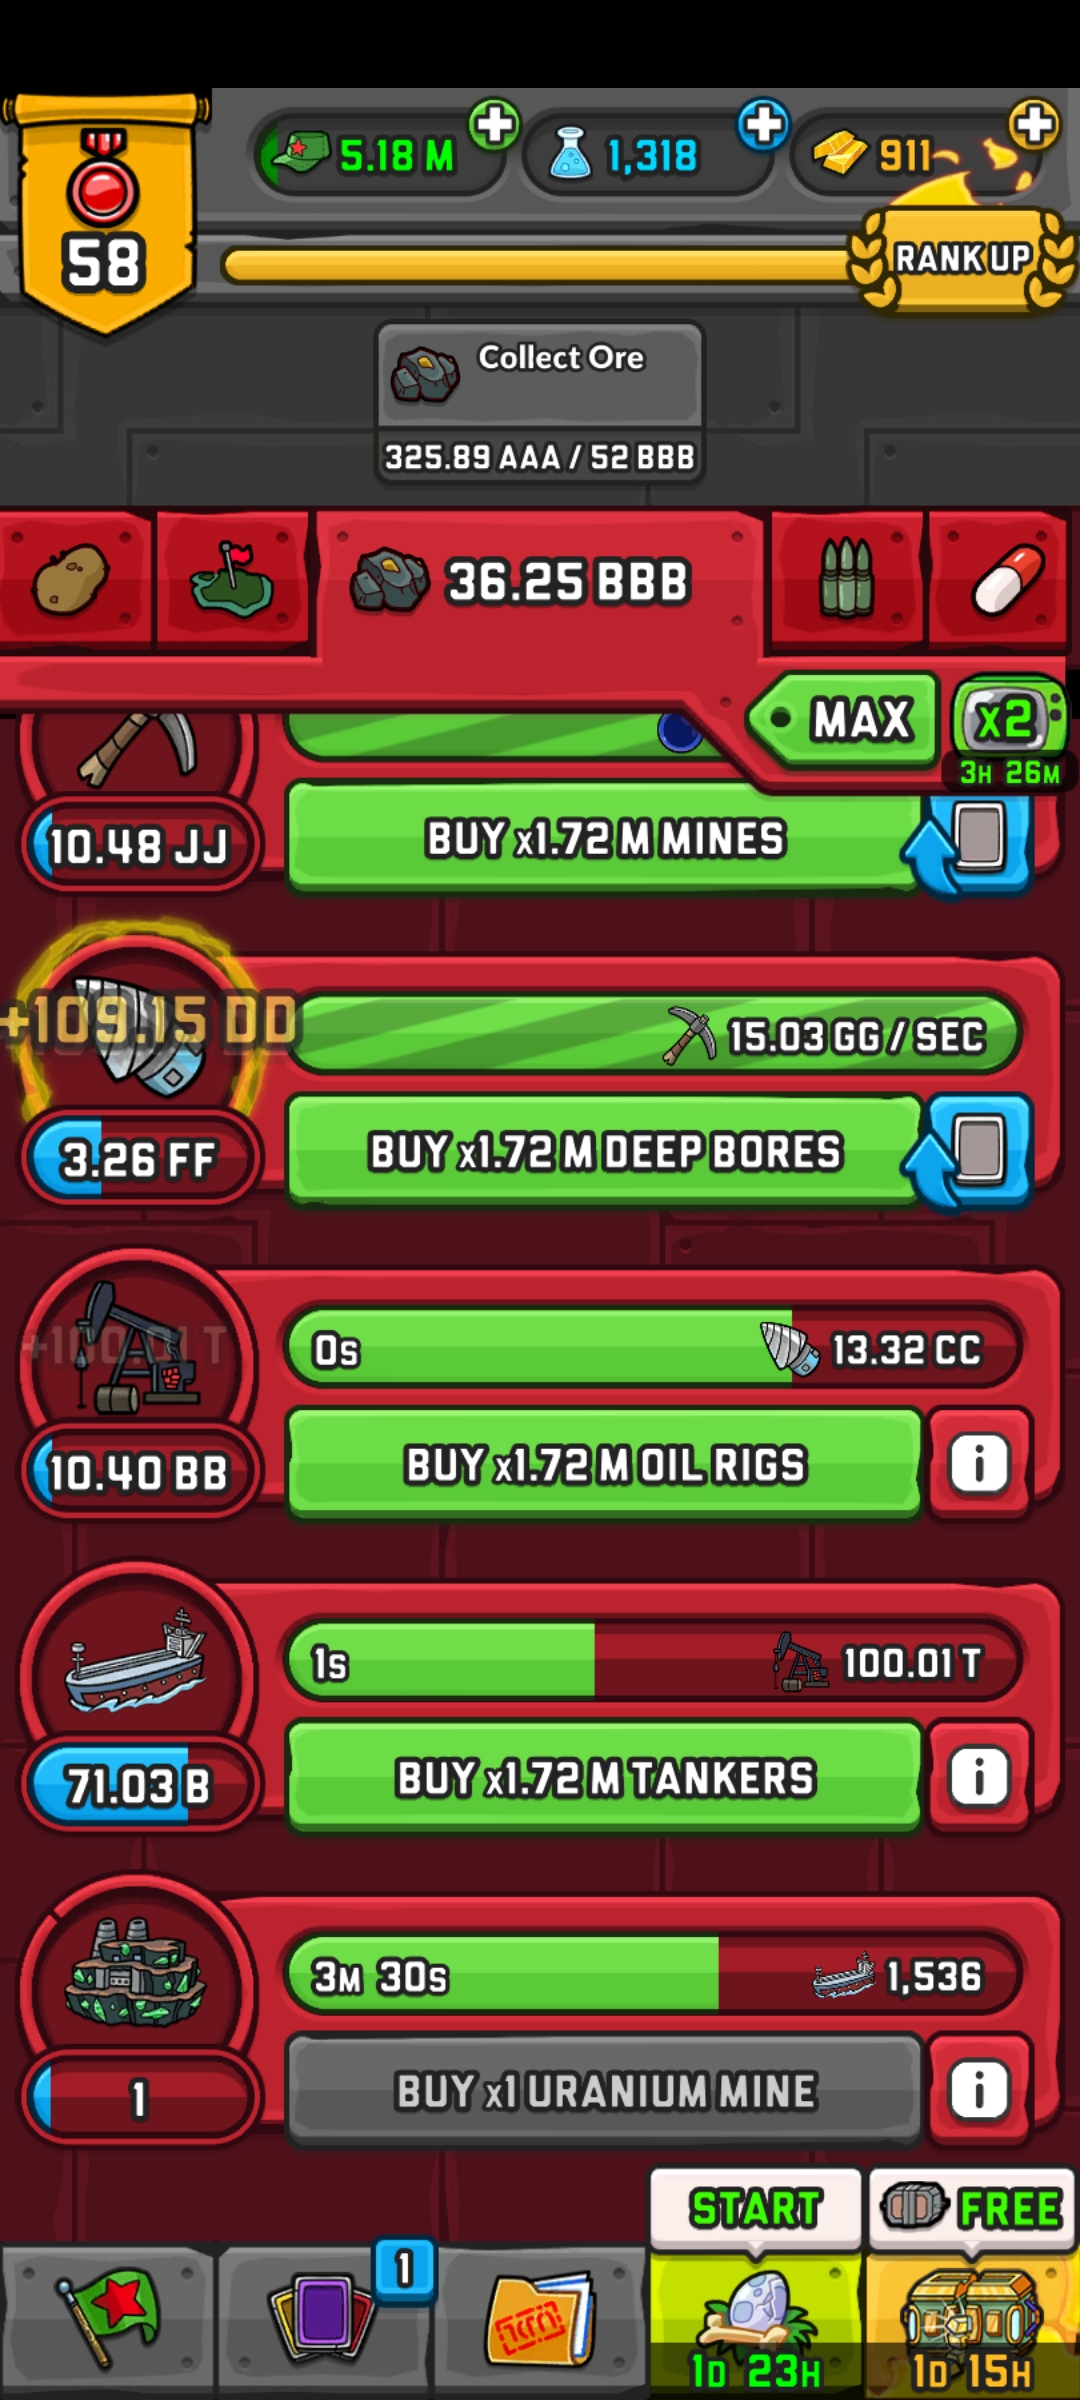 5.18 M
1,318
911
58
RANK UP
Collect Ore
325.89 AAA / 52 BBB
36.25 BBB
MAX
x2
3H 26M
10.48 JJ
BUY x1.72 M MINES
+109.15 DD
15.03 GG / SEC
3.26 FF
BUY x1.72 M DEEP BORES
+100.01 T
0s
13.32 CC
10.40 BB
BUY x1.72 M OIL RIGS
i
1s
100.01 T
71.03 B
BUY x1.72 M TANKERS
i
3M 30s
1,536
1
BUY x1 URANIUM MINE
i
START
FREE
1
1D 23H
1D 15H